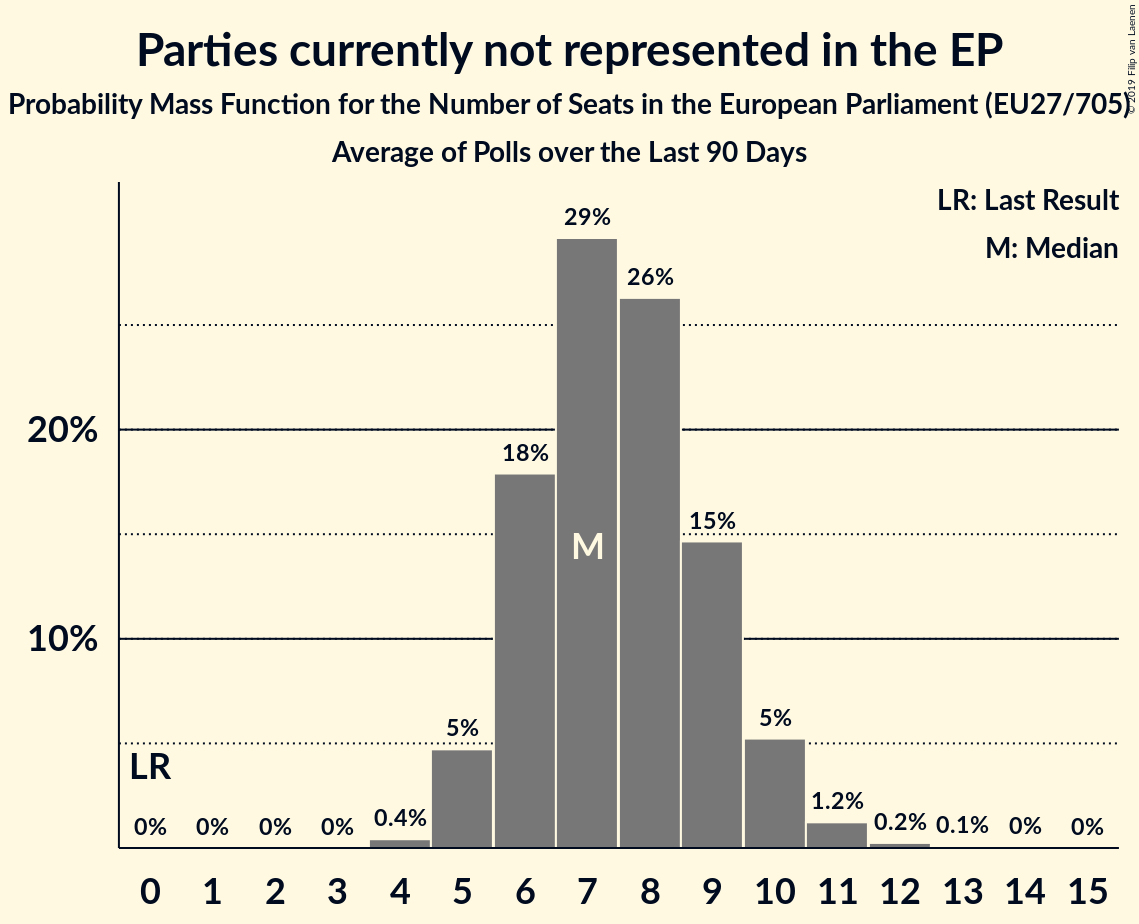 Parties currently not represented in the EP
Probability Mass Function for the Number of Seats in the European Parliament (EU27/705)
Average of Polls over the Last 90 Days
© 2019 Filip van Laenen
LR: Last Result
M: Median
29%
26%
20%
18%
15%
M
10%
5%
5%
LR
0%
0%
0%
0%
0.4%
1.2%
0.2%
0.1%
0%
0%
0 1 2 3 4 5 6 7 8 9 10 11 12 13 14 15